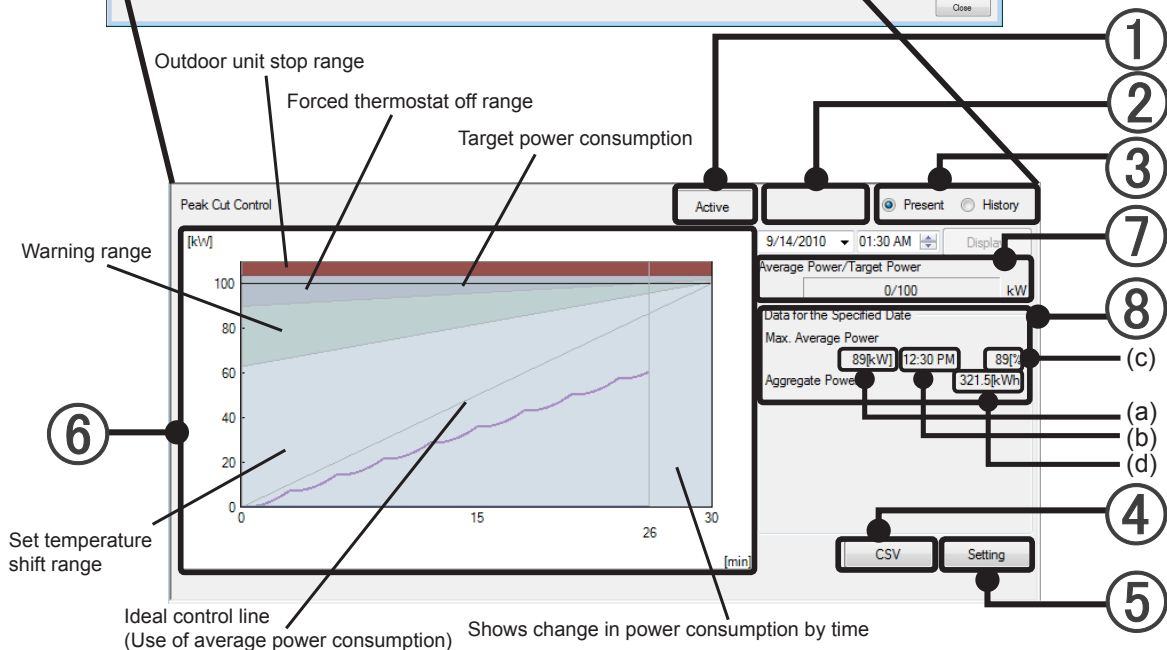 Close
Outdoor unit stop range
Forced thermostat off range
Target power consumption
Warning range
Set temperature
shift range
Ideal control line
(Use of average power consumption)
Shows change in power consumption by time
Peak Cut Control
Active
Present
History
9/14/2010
01:30 AM
Display
Average Power/Target Power
0/100
kW
Data for the Specified Date
Max. Average Power
89[kW]
12:30 PM
89[%
Aggregate Powe
321.5[kWh
CSV
Setting
[kW]
100
80
60
40
20
0
0
15
26
30
[min]
①
②
③
⑦
⑧
(c)
(a)
(b)
(d)
④
⑤
⑥